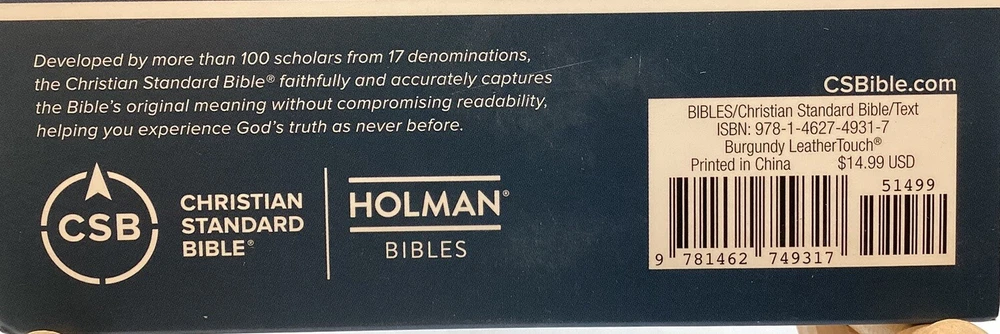 Developed by more than 100 scholars from 17 denominations,
the Christian Standard Bible® faithfully and accurately captures
the Bible's original meaning without compromising readability,
helping you experience God's truth as never before.
CSB
CHRISTIAN
STANDARD
BIBLE®
HOLMAN®
BIBLES
CSBible.com
BIBLES/Christian Standard Bible/Text
ISBN: 978-1-4627-4931-7
Burgundy LeatherTouch®
Printed in China $14.99 USD
51499
9 781462 749317